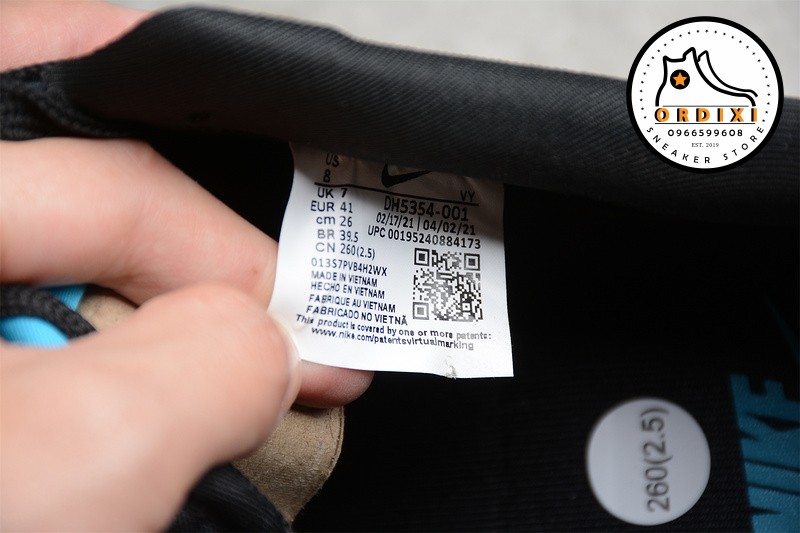 ORDIXI
0966599608
EST. 2019
SNEAKER STORE
US
8
VY
UK 7
EUR 41
DH5354-001
cm 26
02/17/21 04/02/21
BR 39.5
UPC 00195240884173
CN 260(2.5)
013S7PVB4H2WX
MADE IN VIETNAM
HECHO EN VIETNAM
FABRIQUE AU VIETNAM
FABRICADO NO VIETNÃ
This product is covered by one or more patents:
www.nike.com/patentsvirtualmarking
260(2.5)
NIKE